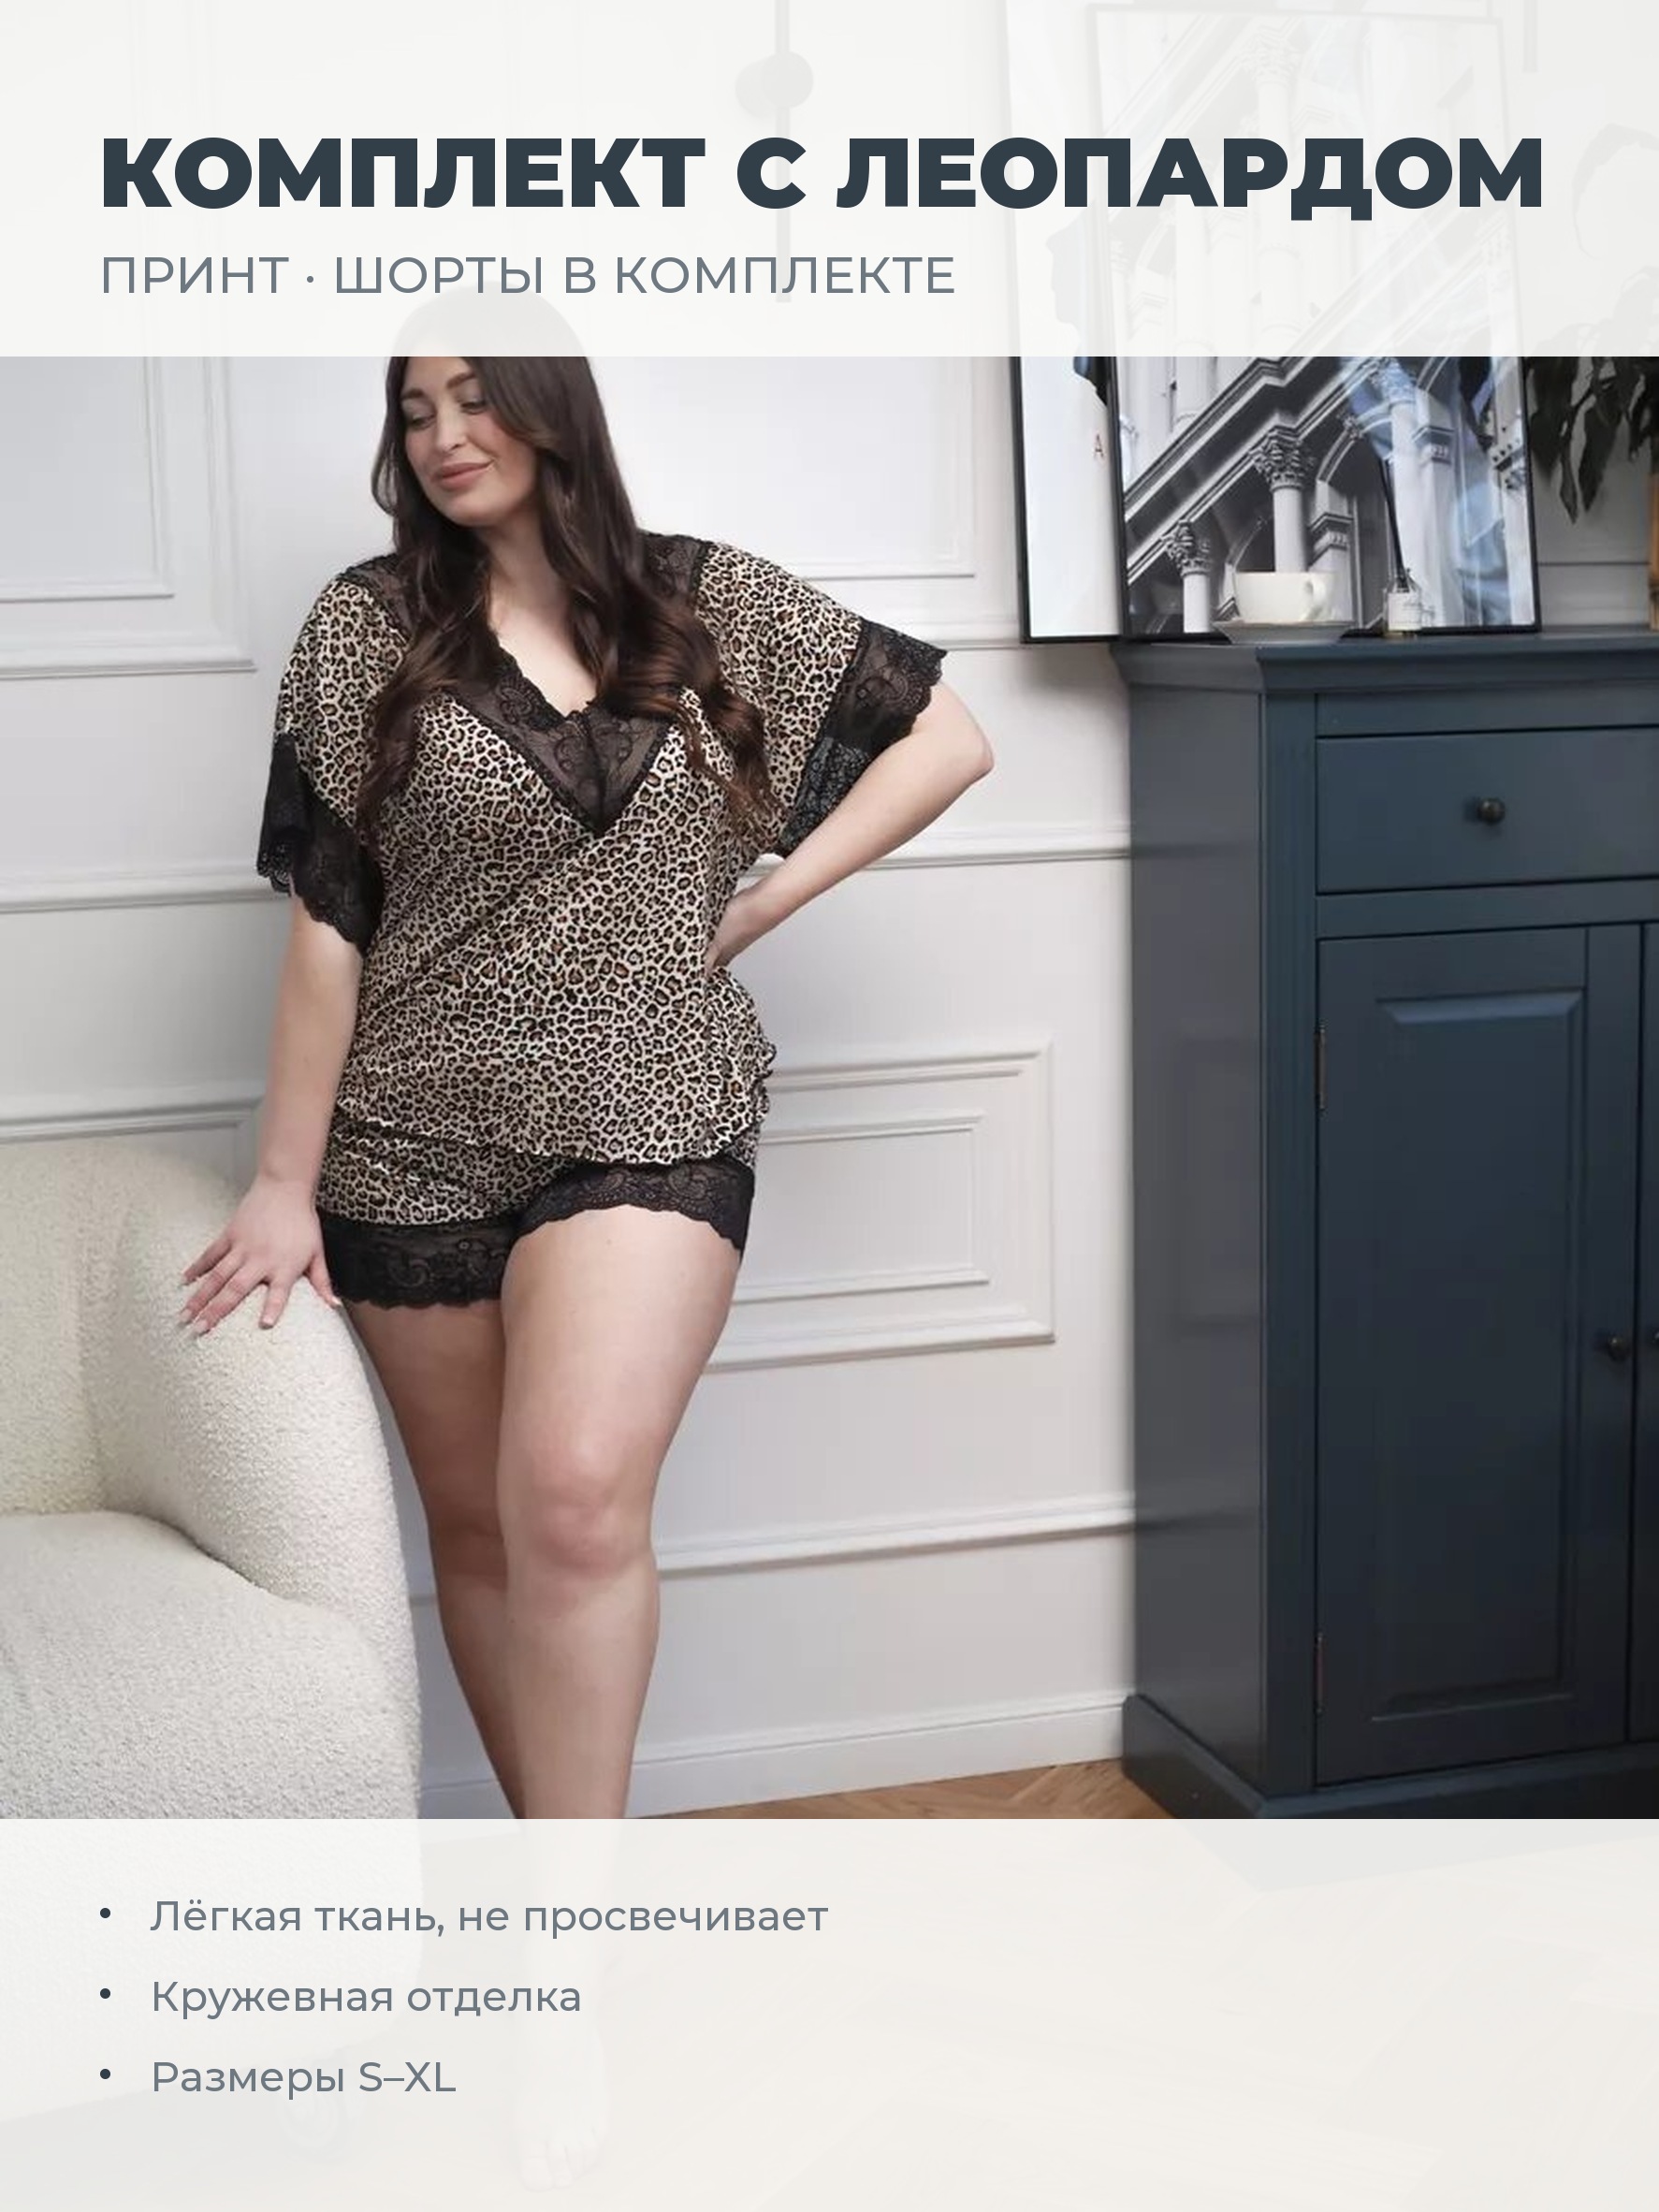 КОМПЛЕКТ С ЛЕОПАРДОМ
ПРИНТ · ШОРТЫ В КОМПЛЕКТЕ
A
• Лёгкая ткань, не просвечивает
• Кружевная отделка
• Размеры S–XL